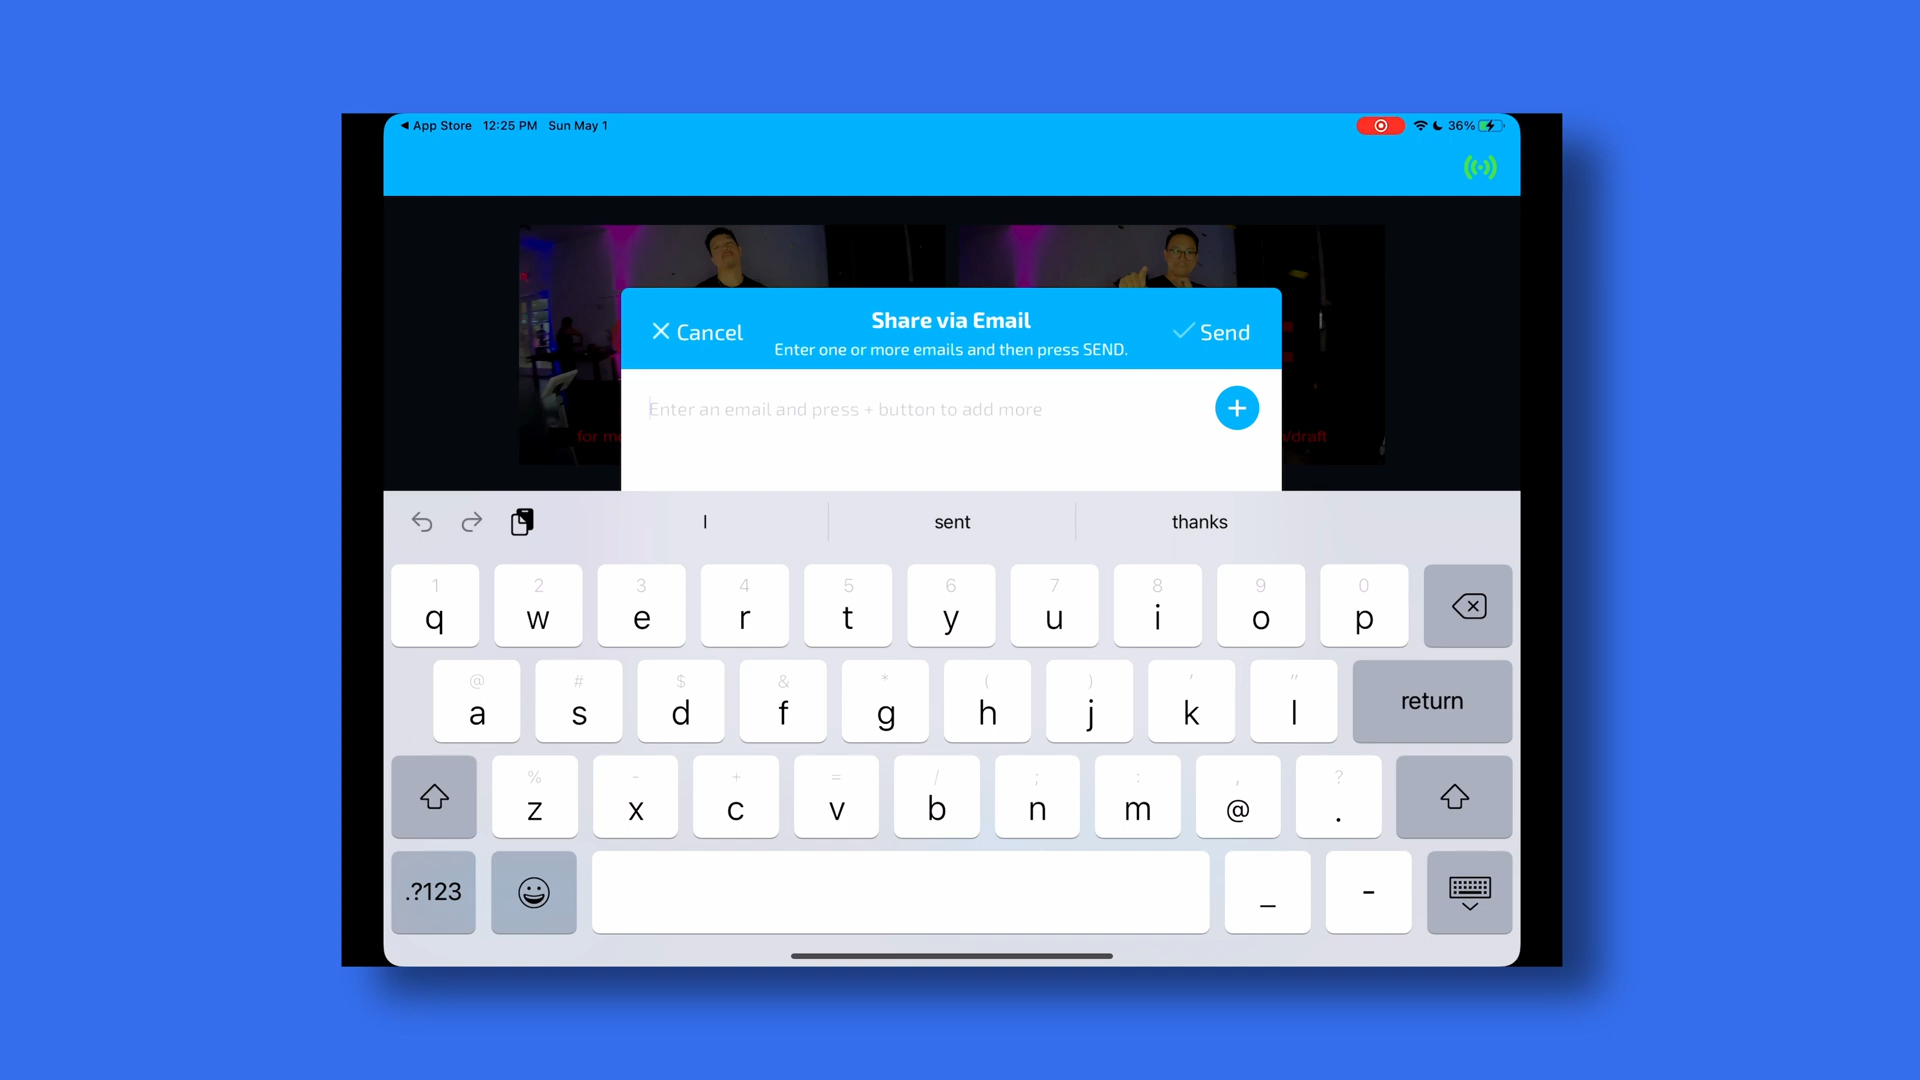 ◀ App Store 12:25 PM Sun May 1
36%
Cancel
Share via Email
Send
Enter one or more emails and then press SEND.
Enter an email and press + button to add more
for m
/draft
I sent thanks
1 2 3 4 5 6 7 8 9 0
q w e r t y u i o p
@ # $ & * ( ) ' "
a s d f g h j k l return
% - + = / ; : , ?
z x c v b n m @ .
.?123 _ -